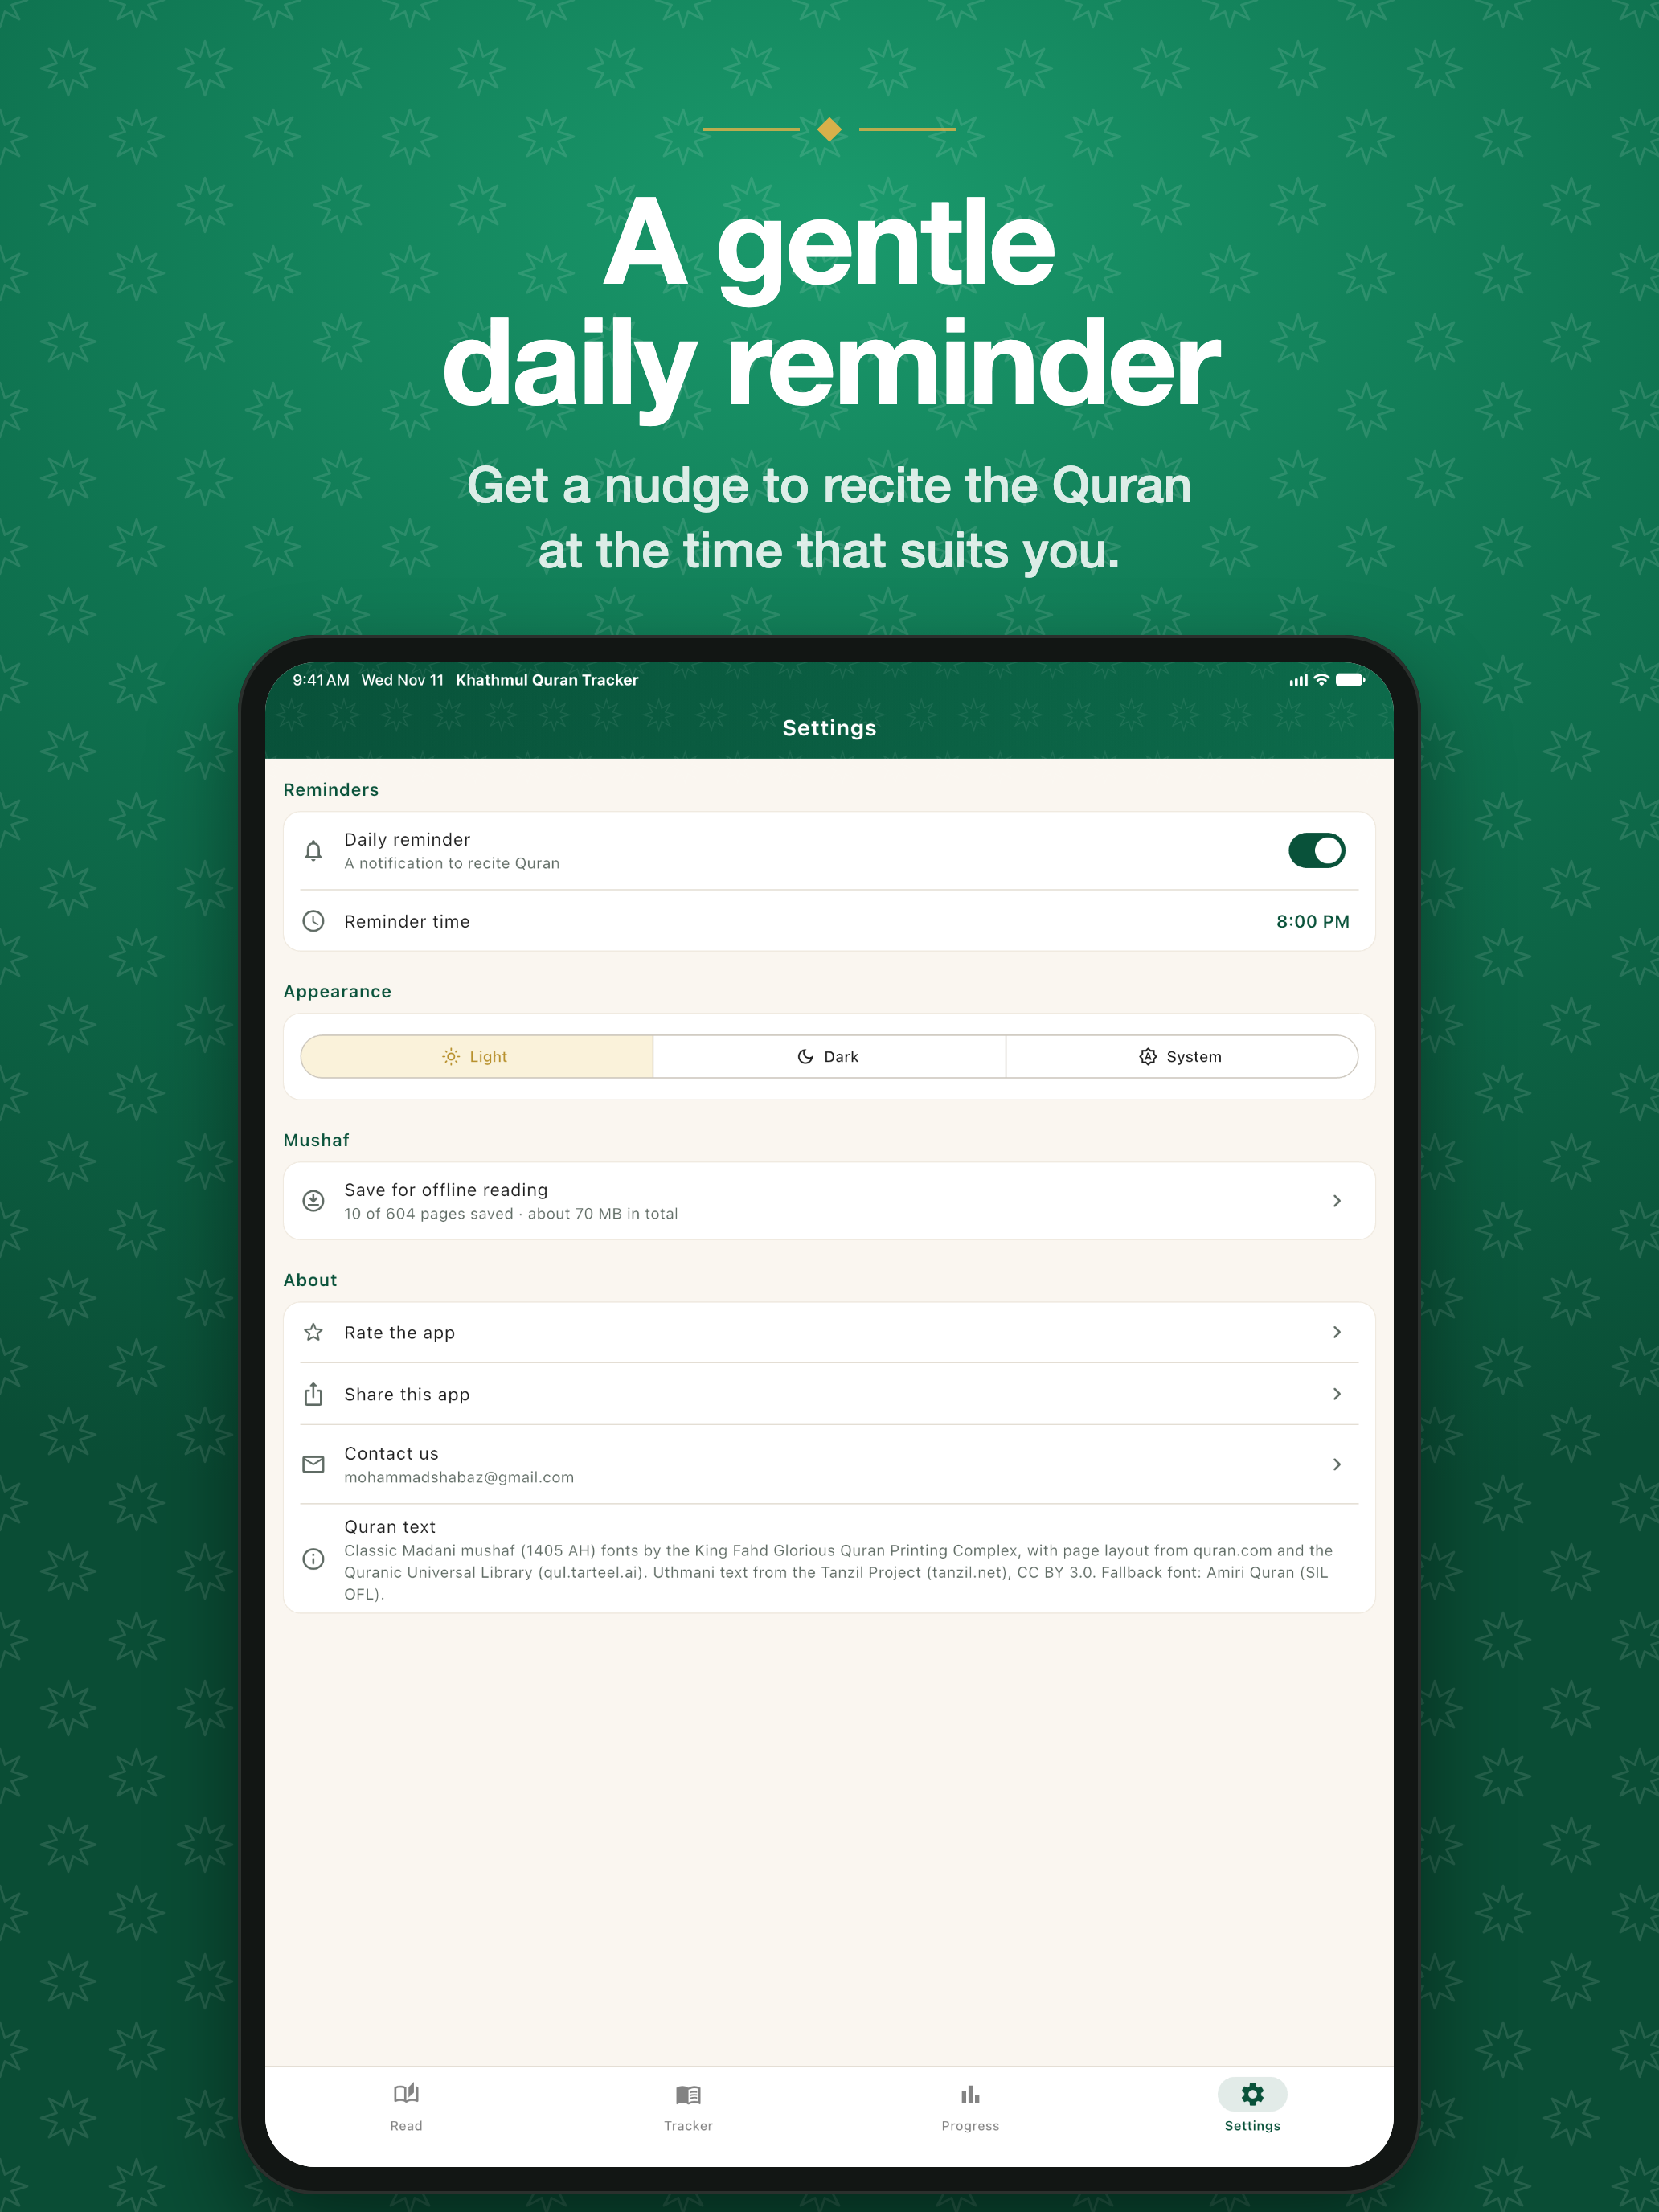 A gentle
daily reminder
Get a nudge to recite the Quran
at the time that suits you.
9:41 AM Wed Nov 11 Khathmul Quran Tracker
Settings
Reminders
Daily reminder
A notification to recite Quran
Reminder time 8:00 PM
Appearance
Light Dark System
Mushaf
Save for offline reading
10 of 604 pages saved · about 70 MB in total
About
Rate the app
Share this app
Contact us
mohammadshabaz@gmail.com
Quran text
Classic Madani mushaf (1405 AH) fonts by the King Fahd Glorious Quran Printing Complex, with page layout from quran.com and the
Quranic Universal Library (qul.tarteel.ai). Uthmani text from the Tanzil Project (tanzil.net), CC BY 3.0. Fallback font: Amiri Quran (SIL
OFL).
Read Tracker Progress Settings